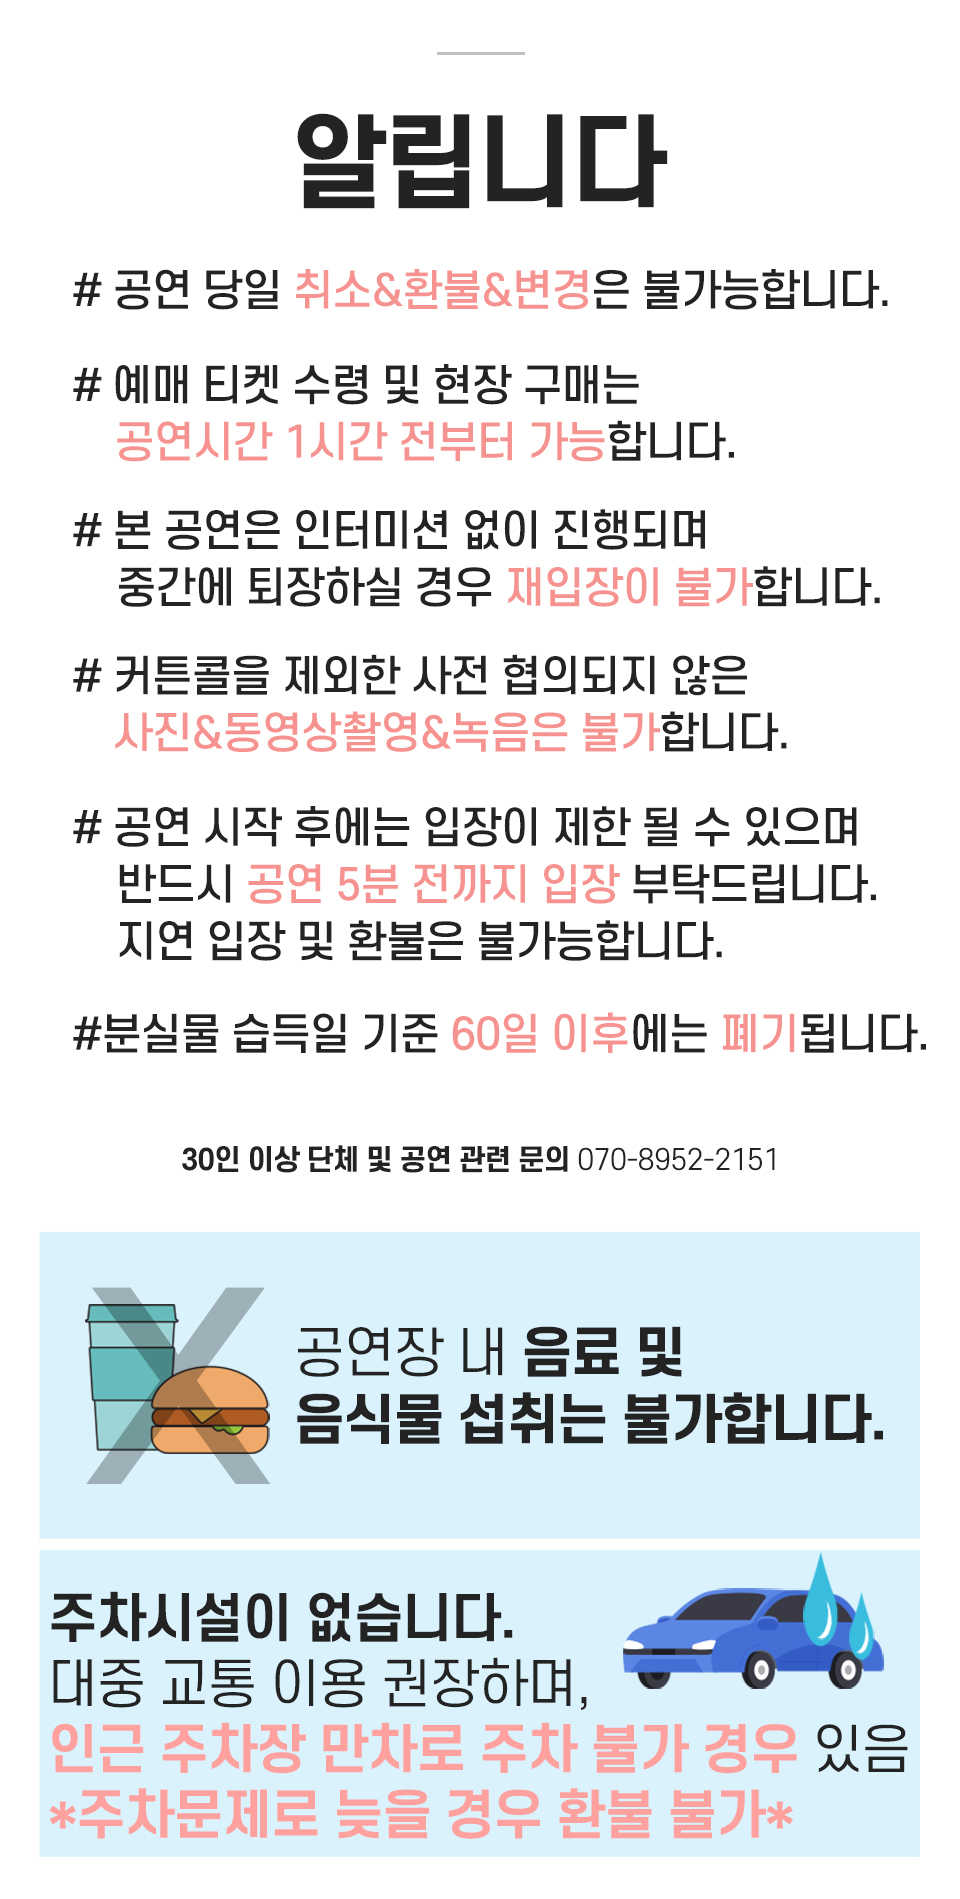 알립니다
# 공연 당일 취소&환불&변경은 불가능합니다.
# 예매 티켓 수령 및 현장 구매는
공연시간 1시간 전부터 가능합니다.
# 본 공연은 인터미션 없이 진행되며
중간에 퇴장하실 경우 재입장이 불가합니다.
# 커튼콜을 제외한 사전 협의되지 않은
사진&동영상촬영&녹음은 불가합니다.
# 공연 시작 후에는 입장이 제한 될 수 있으며
반드시 공연 5분 전까지 입장 부탁드립니다.
지연 입장 및 환불은 불가능합니다.
#분실물 습득일 기준 60일 이후에는 폐기됩니다.
30인 이상 단체 및 공연 관련 문의 070-8952-2151
공연장 내 음료 및
음식물 섭취는 불가합니다.
주차시설이 없습니다.
대중 교통 이용 권장하며,
인근 주차장 만차로 주차 불가 경우 있음
*주차문제로 늦을 경우 환불 불가*